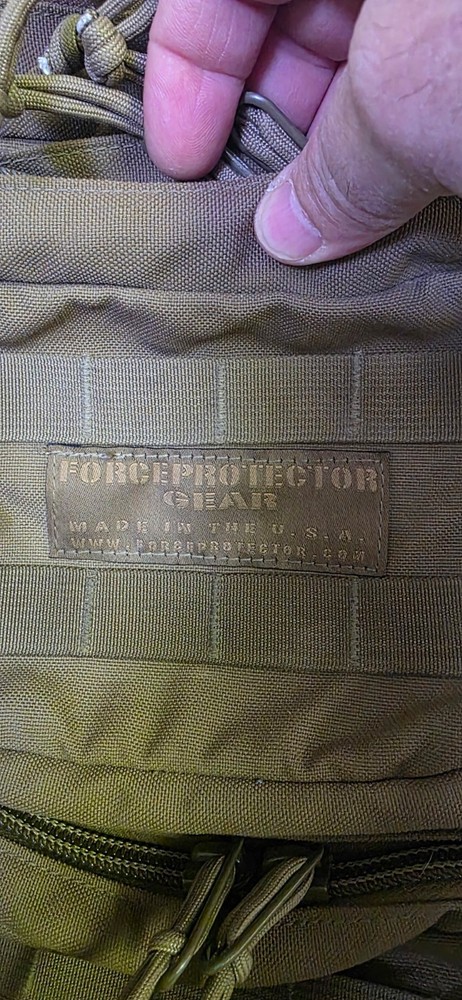 FORCEPROTECTOR
GEAR
MADE IN THE U.S.A.
WWW.FORCEPROTECTOR.COM